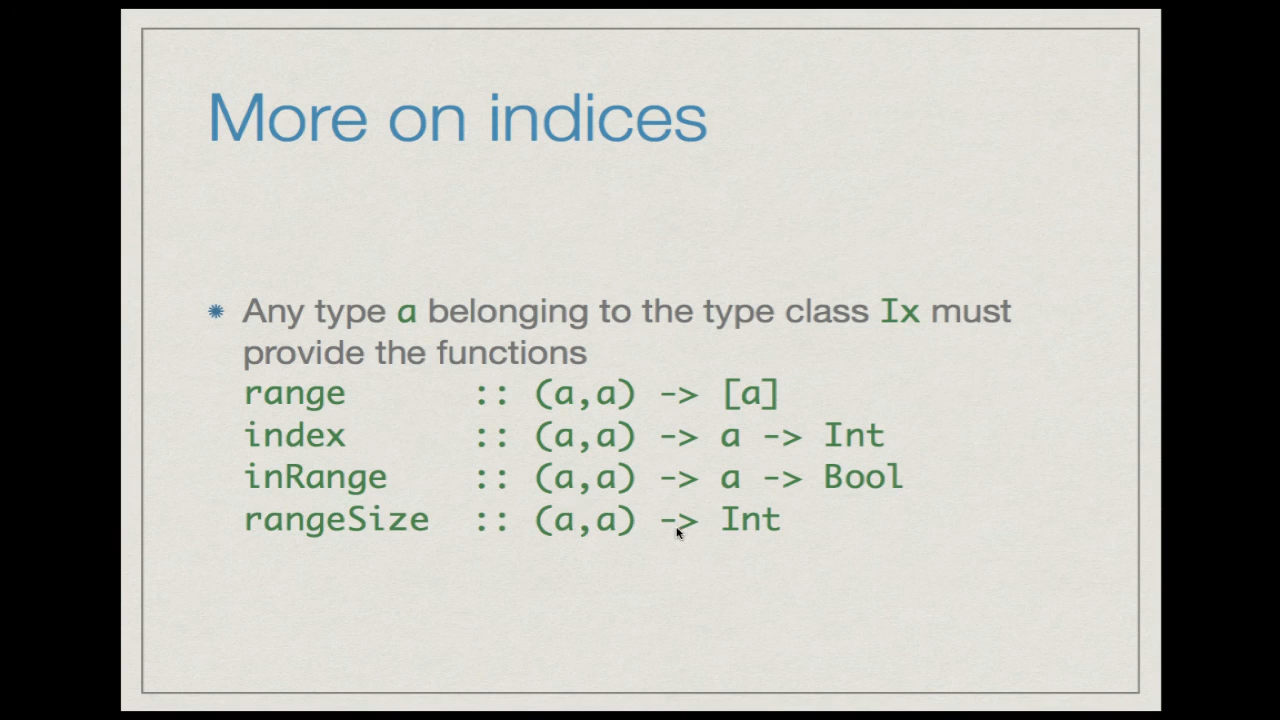 More on indices
Any type a belonging to the type class Ix must
provide the functions
range :: (a,a) -> [a]
index :: (a,a) -> a -> Int
inRange :: (a,a) -> a -> Bool
rangeSize :: (a,a) -> Int